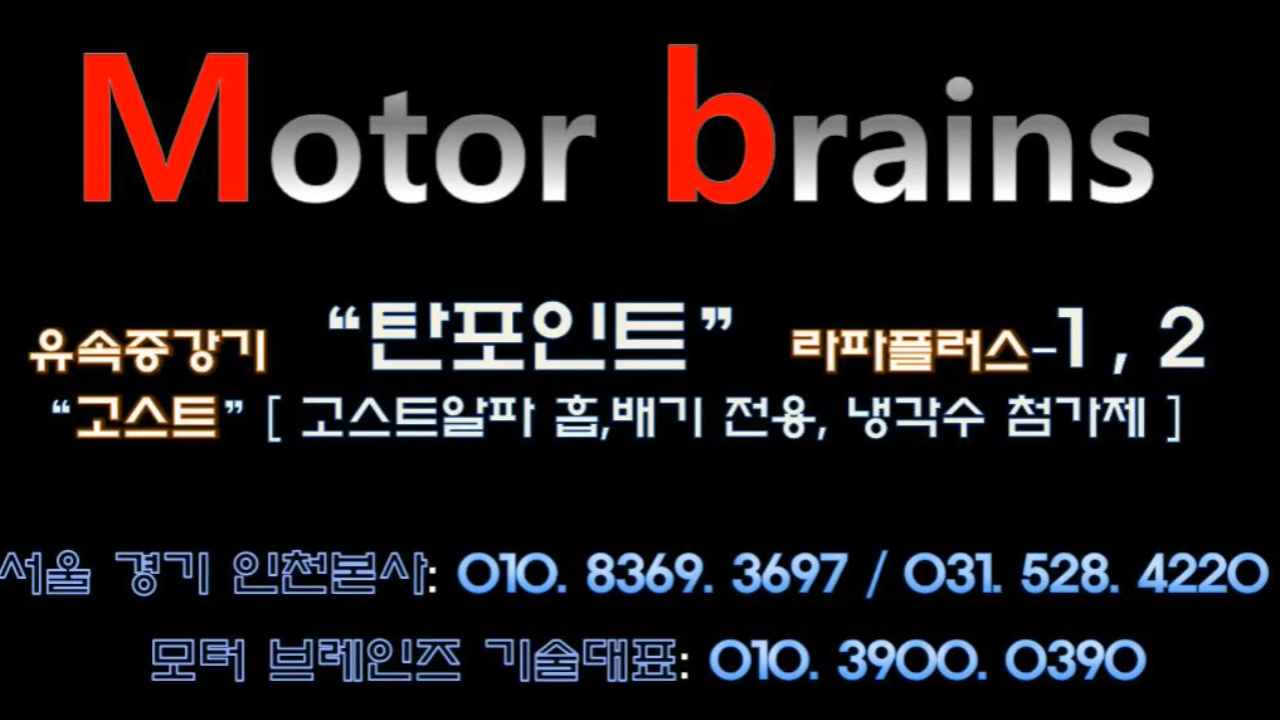 Motor brains
유속증강기 “탄포인트” 라파플러스-1 , 2
“고스트” [ 고스트알파 흡,배기 전용, 냉각수 첨가제 ]
서울 경기 인천본사: 010. 8369. 3697 / 031. 528. 4220
모터 브레인즈 기술대표: 010. 3900. 0390